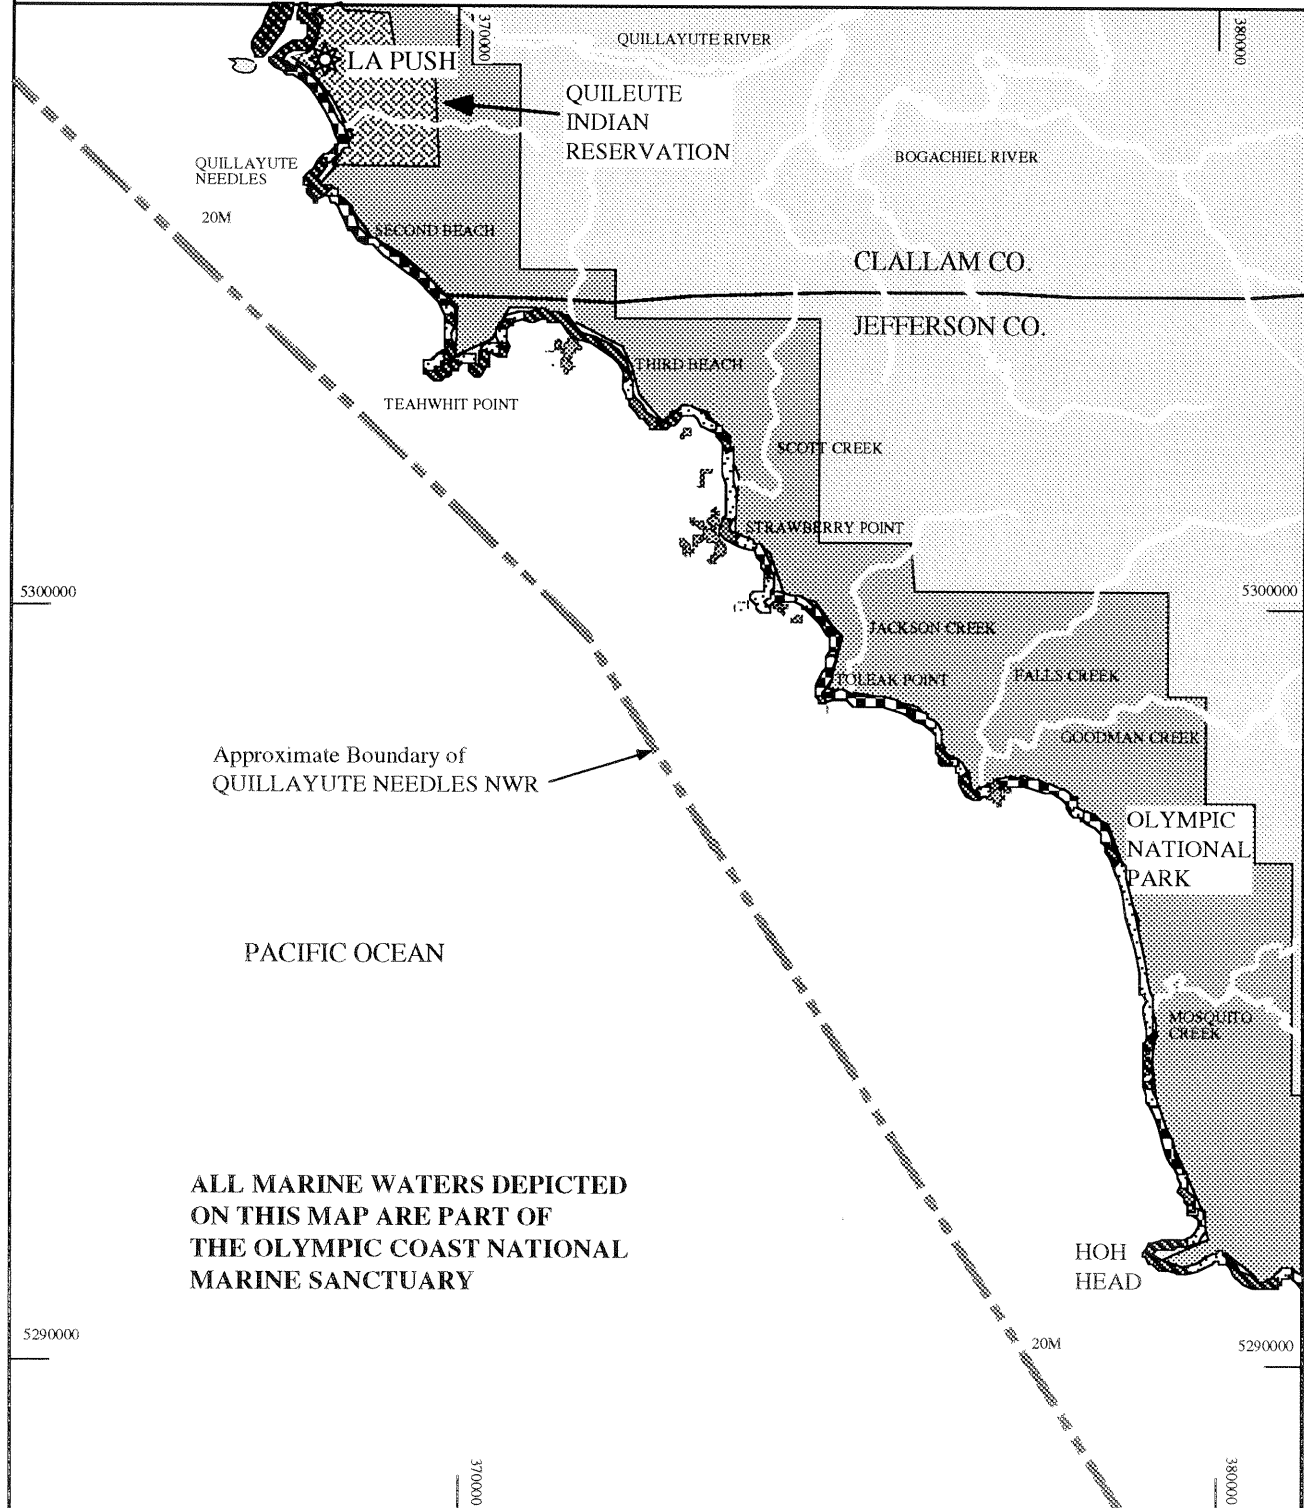 370000
380000
QUILLAYUTE RIVER
LA PUSH
QUILEUTE
INDIAN
RESERVATION
BOGACHIEL RIVER
QUILLAYUTE
NEEDLES
20M
SECOND BEACH
CLALLAM CO.
JEFFERSON CO.
THIRD BEACH
TEAHWHIT POINT
SCOTT CREEK
STRAWBERRY POINT
5300000
5300000
JACKSON CREEK
TOLEAK POINT
FALLS CREEK
GOODMAN CREEK
Approximate Boundary of
QUILLAYUTE NEEDLES NWR
OLYMPIC
NATIONAL
PARK
PACIFIC OCEAN
MOSQUITO
CREEK
ALL MARINE WATERS DEPICTED
ON THIS MAP ARE PART OF
THE OLYMPIC COAST NATIONAL
MARINE SANCTUARY
HOH
HEAD
5290000
20M
5290000
370000
380000